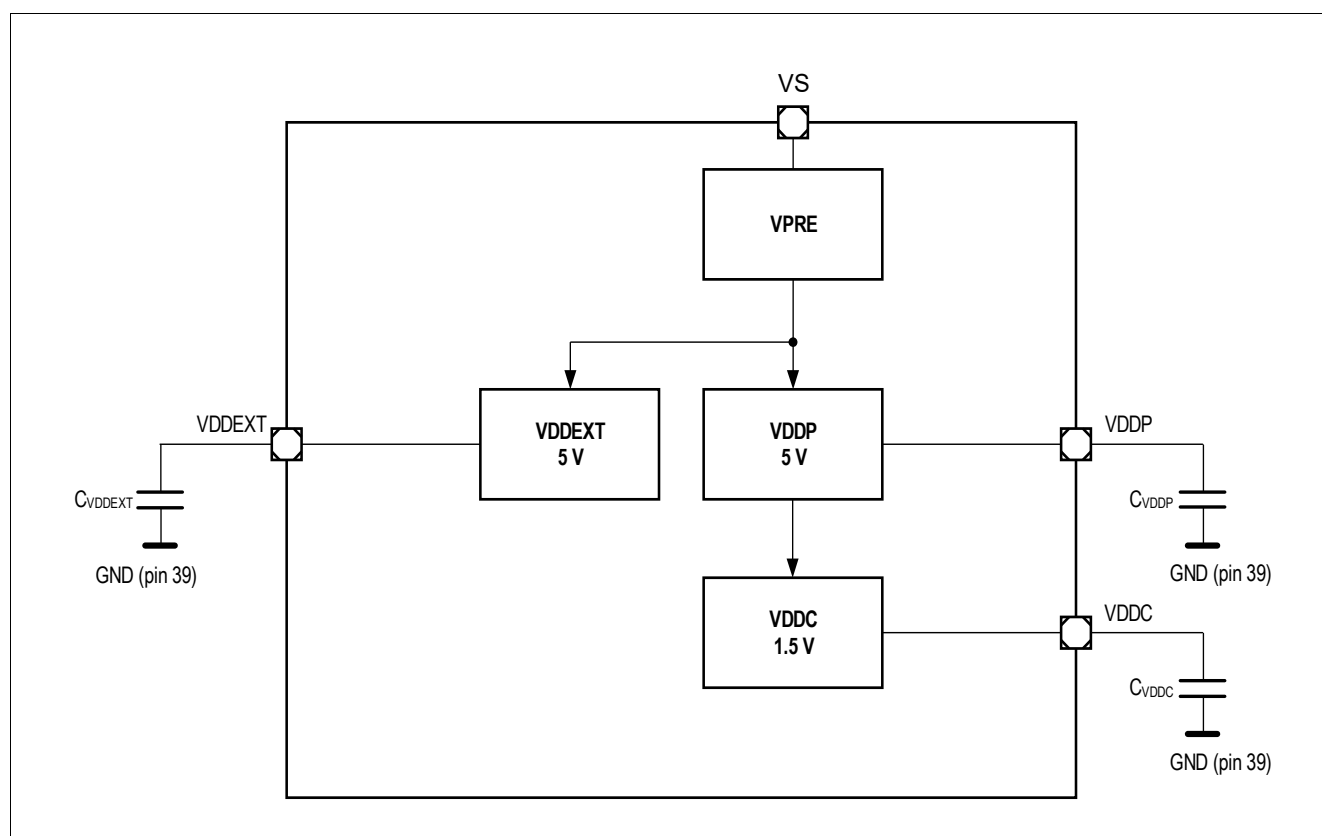 VS
VPRE
VDDEXT
VDDEXT
5 V
VDDP
5 V
VDDP
CVDDEXT
CVDDP
GND (pin 39)
GND (pin 39)
VDDC
1.5 V
VDDC
CVDDC
GND (pin 39)